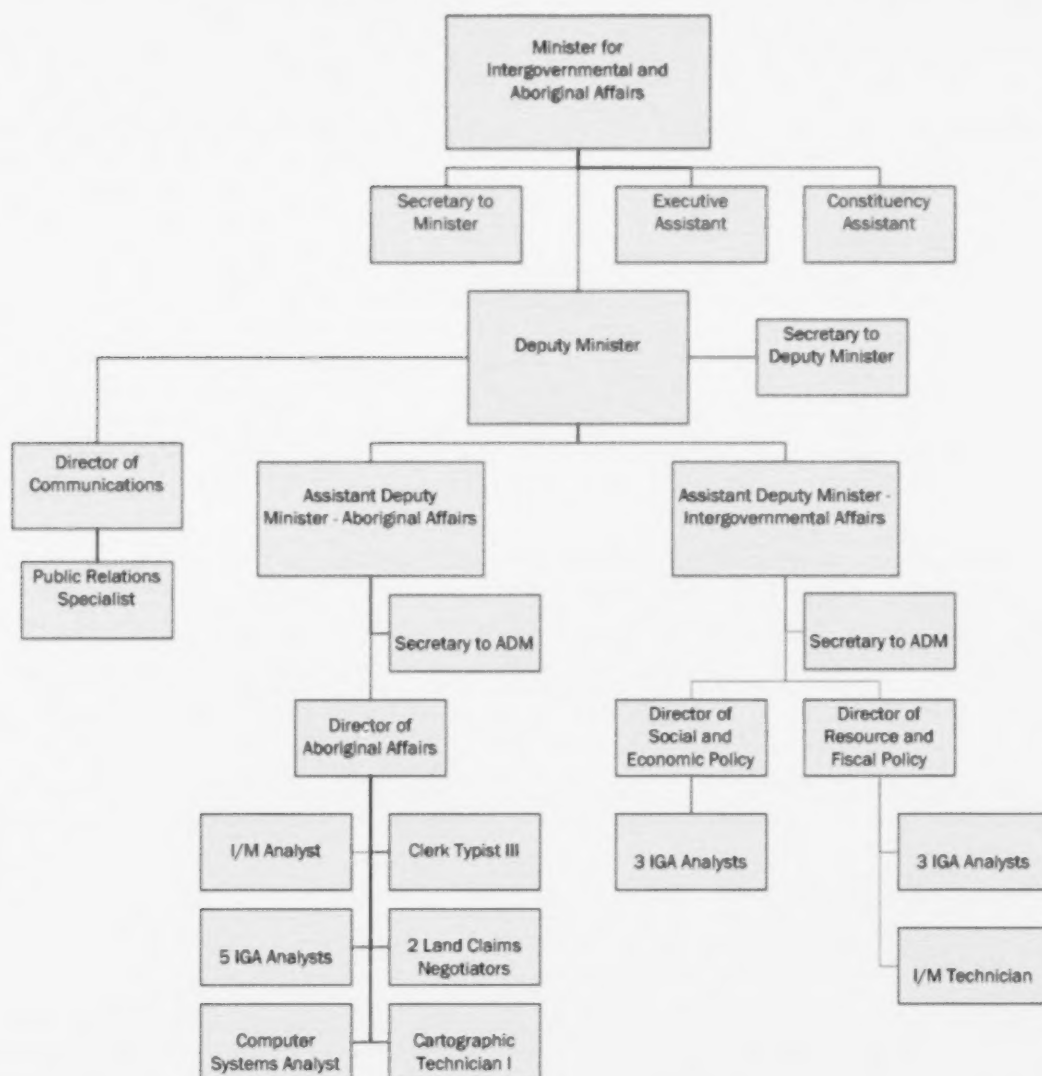 Minister for
Intergovernmental and
Aboriginal Affairs
Secretary to
Minister
Executive
Assistant
Constituency
Assistant
Deputy Minister
Secretary to
Deputy Minister
Director of
Communications
Assistant Deputy
Minister - Aboriginal Affairs
Assistant Deputy Minister -
Intergovernmental Affairs
Public Relations
Specialist
Secretary to ADM
Secretary to ADM
Director of
Aboriginal Affairs
Director of
Social and
Economic Policy
Director of
Resource and
Fiscal Policy
I/M Analyst
Clerk Typist III
3 IGA Analysts
3 IGA Analysts
5 IGA Analysts
2 Land Claims
Negotiators
I/M Technician
Computer
Systems Analyst
Cartographic
Technician I